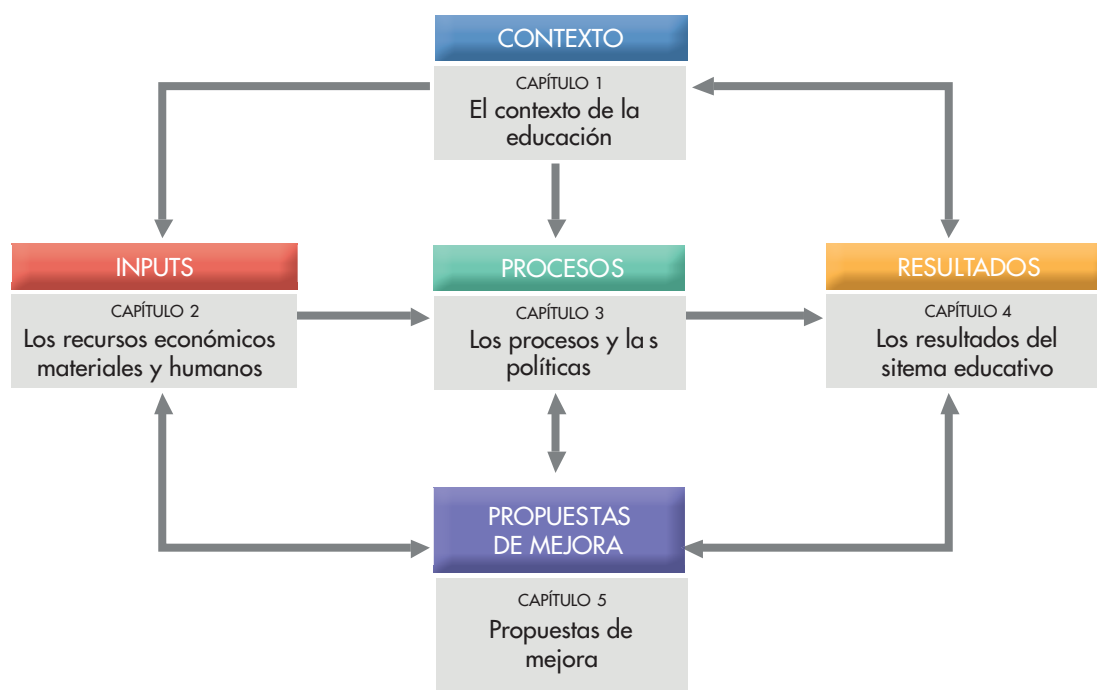 CONTEXTO
CAPÍTULO 1
El contexto de la
educación
INPUTS
CAPÍTULO 2
Los recursos económicos
materiales y humanos
PROCESOS
CAPÍTULO 3
Los procesos y la s
políticas
RESULTADOS
CAPÍTULO 4
Los resultados del
sitema educativo
PROPUESTAS
DE MEJORA
CAPÍTULO 5
Propuestas de
mejora